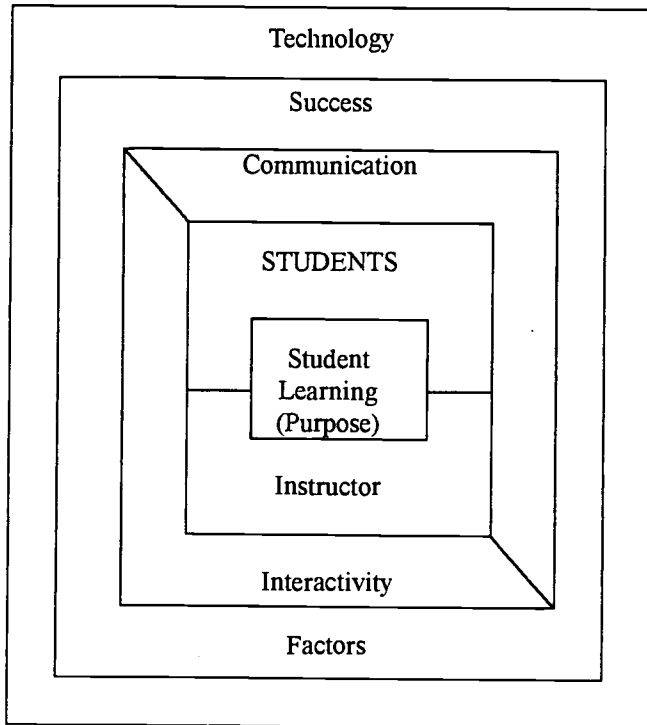 Technology
Success
Communication
STUDENTS
Student
Learning
(Purpose)
Instructor
Interactivity
Factors